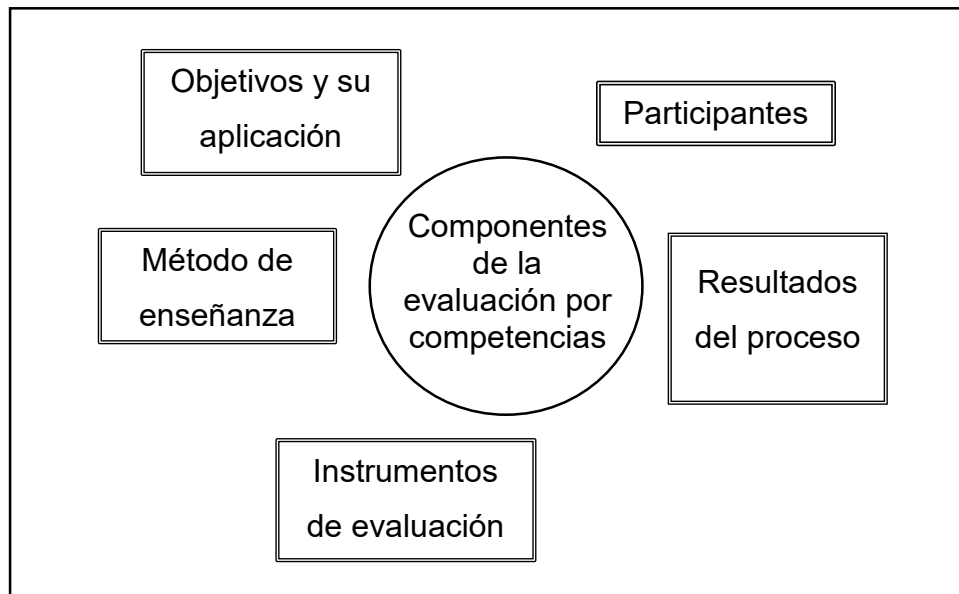 Objetivos y su
aplicación
Participantes
Componentes
de la
evaluación por
competencias
Método de
enseñanza
Resultados
del proceso
Instrumentos
de evaluación